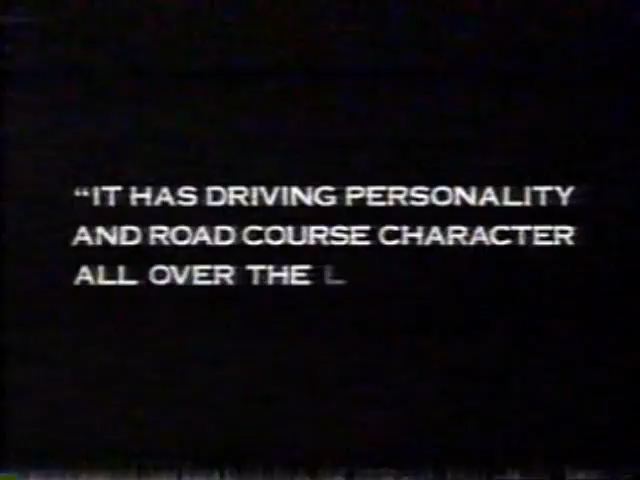 “IT HAS DRIVING PERSONALITY
AND ROAD COURSE CHARACTER
ALL OVER THE L